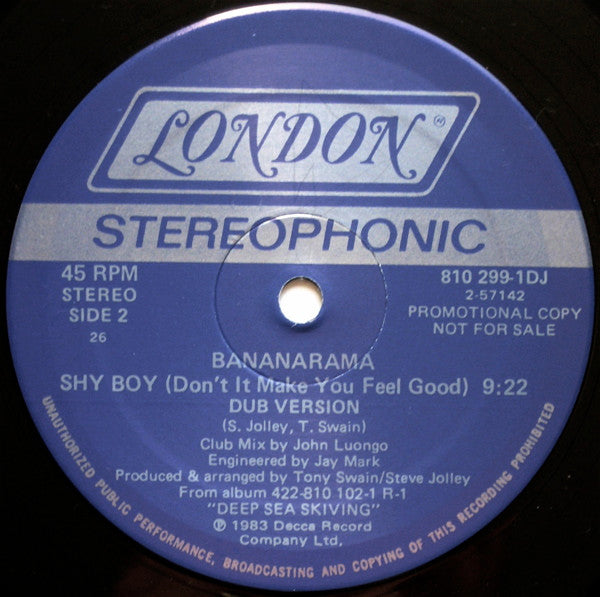 LONDON®
STEREOPHONIC
45 RPM
STEREO
SIDE 2
26
810 299-1DJ
2-57142
PROMOTIONAL COPY
NOT FOR SALE
BANANARAMA
SHY BOY (Don't It Make You Feel Good) 9:22
DUB VERSION
(S. Jolley, T. Swain)
Club Mix by John Luongo
Engineered by Jay Mark
Produced & arranged by Tony Swain/Steve Jolley
From album 422-810 102-1 R-1
"DEEP SEA SKIVING"
℗ 1983 Decca Record
Company Ltd.
UNAUTHORIZED PUBLIC PERFORMANCE, BROADCASTING AND COPYING OF THIS RECORDING PROHIBITED